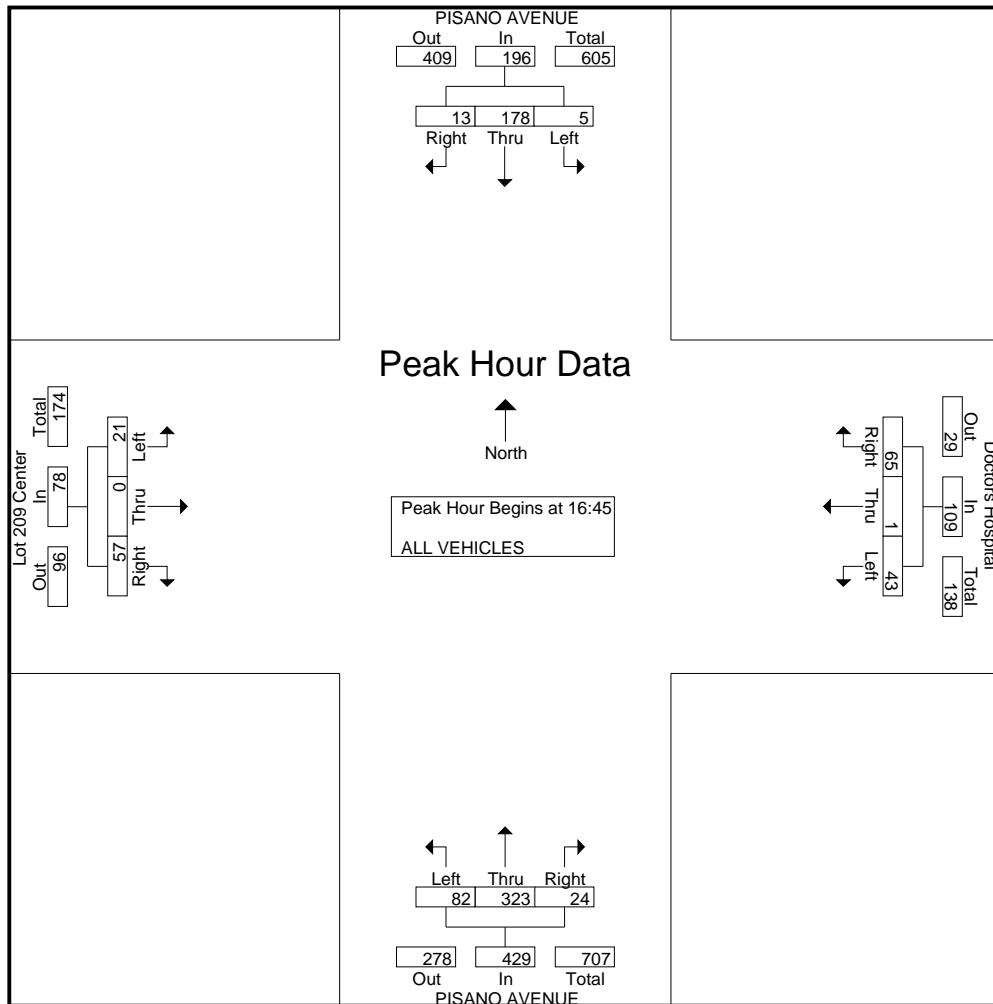 PISANO AVENUE
Out In Total
409 196 605
13 178 5
Right Thru Left
Peak Hour Data
North
Peak Hour Begins at 16:45
ALL VEHICLES
Lot 209 Center
Total In Out
174 78 96
21 0 57
Left Thru Right
Doctors Hospital
Out In Total
29 109 138
65 1 43
Right Thru Left
Left Thru Right
82 323 24
278 429 707
Out In Total
PISANO AVENUE